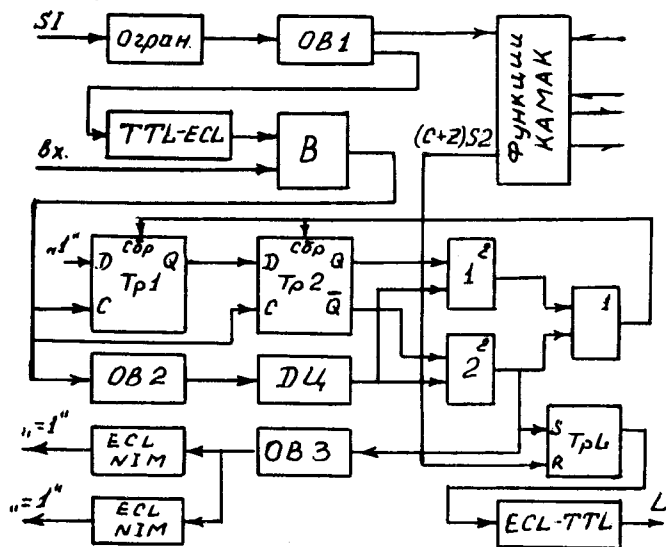 SI
Огран.
ОВ1
Функции
КАМАК
TTL-ECL
Вх.
В
(C+Z)S2
„1“
сбр
D Q
Тр1
C
сбр
D Q
Тр2
C Q̅
1 2
1
ОВ2
ДЦ
2 2
„=1“
ECL
NIM
ОВ3
S
ТрL
R
„=1“
ECL
NIM
ECL-TTL
L